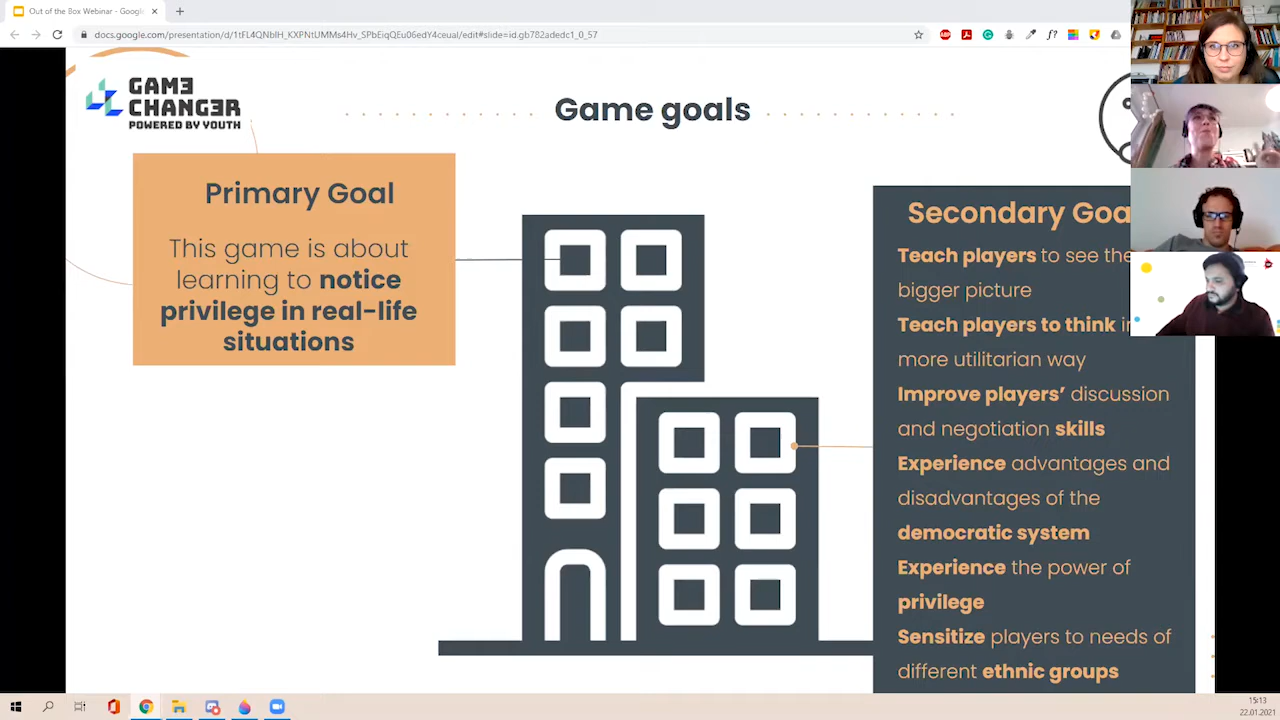 Out of the Box Webinar - Google
docs.google.com/presentation/d/1tFL4QNblH_KXPNtUMMs4Hv_SPbEiqQEu06edY4ceual/edit#slide=id.gb782adedc1_0_57
GAME
CHANGER
POWERED BY YOUTH
Game goals
Primary Goal
This game is about
learning to notice
privilege in real-life
situations
Secondary Goa
Teach players to see the
bigger picture
Teach players to think in
more utilitarian way
Improve players’ discussion
and negotiation skills
Experience advantages and
disadvantages of the
democratic system
Experience the power of
privilege
Sensitize players to needs of
different ethnic groups
15:13
22.01.2021